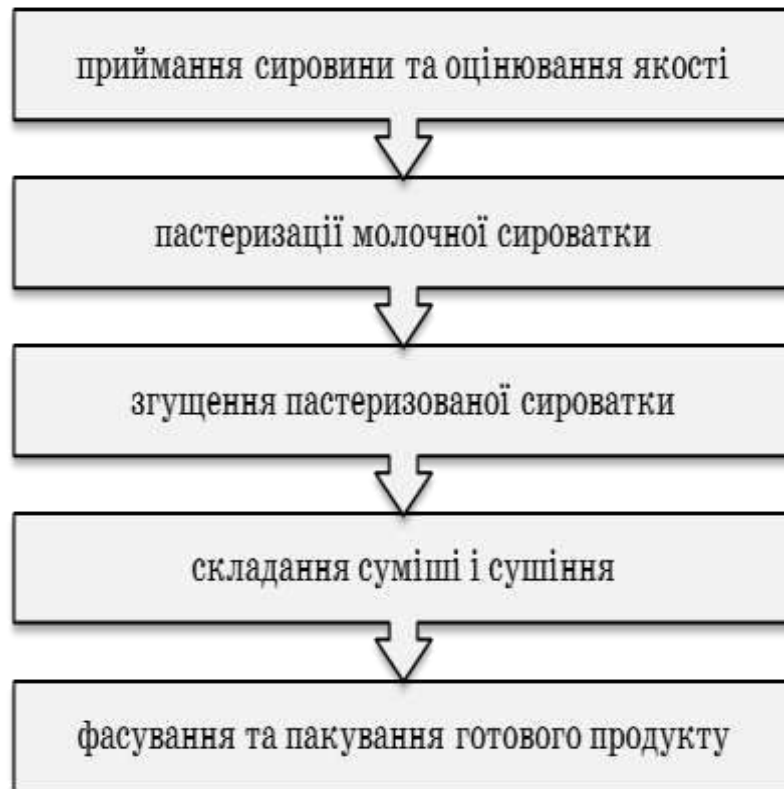 приймання сировини та оцінювання якості
пастеризації молочної сироватки
згущення пастеризованої сироватки
складання суміші і сушіння
фасування та пакування готового продукту